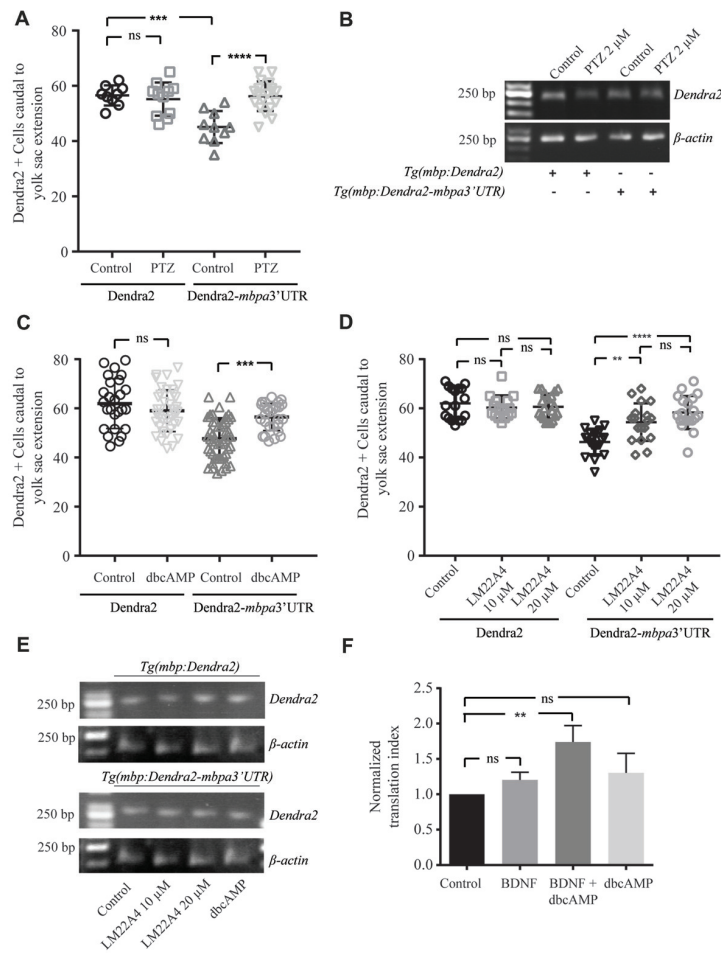 A
***
ns
****
80
60
40
20
0
Dendra2 + Cells caudal to
yolk sac extension
Control PTZ Control PTZ
Dendra2 Dendra2-mbpa3'UTR
B
Control PTZ 2 µM Control PTZ 2 µM
250 bp Dendra2
250 bp β-actin
Tg(mbp:Dendra2) + + - -
Tg(mbp:Dendra2-mbpa3'UTR) - - + +
C
ns
***
80
60
40
20
0
Dendra2 + Cells caudal to
yolk sac extension
Control dbcAMP Control dbcAMP
Dendra2 Dendra2-mbpa3'UTR
D
ns
ns ns
****
** ns
80
60
40
20
0
Dendra2 + Cells caudal to
yolk sac extension
Control LM22A4 10 µM LM22A4 20 µM Control LM22A4 10 µM LM22A4 20 µM
Dendra2 Dendra2-mbpa3'UTR
E
Tg(mbp:Dendra2)
250 bp Dendra2
250 bp β-actin
Tg(mbp:Dendra2-mbpa3'UTR)
250 bp Dendra2
250 bp β-actin
Control LM22A4 10 µM LM22A4 20 µM dbcAMP
F
ns
**
ns
2.5
2.0
1.5
1.0
0.5
0.0
Normalized
translation index
Control BDNF BDNF + dbcAMP dbcAMP